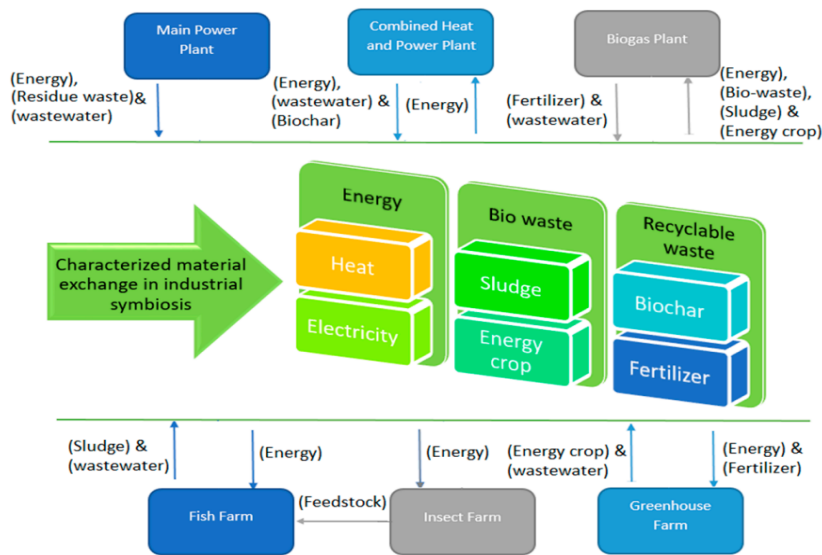 Main Power
Plant
Combined Heat
and Power Plant
Biogas Plant
(Energy),
(Residue waste)&
(wastewater)
(Energy),
(wastewater) &
(Biochar)
(Energy)
(Fertilizer) &
(wastewater)
(Energy),
(Bio-waste),
(Sludge) &
(Energy crop)
Characterized material
exchange in industrial
symbiosis
Energy
Heat
Electricity
Bio waste
Sludge
Energy
crop
Recyclable
waste
Biochar
Fertilizer
(Sludge) &
(wastewater)
(Energy)
(Energy)
(Energy crop) &
(wastewater)
(Energy) &
(Fertilizer)
Fish Farm
(Feedstock)
Insect Farm
Greenhouse
Farm